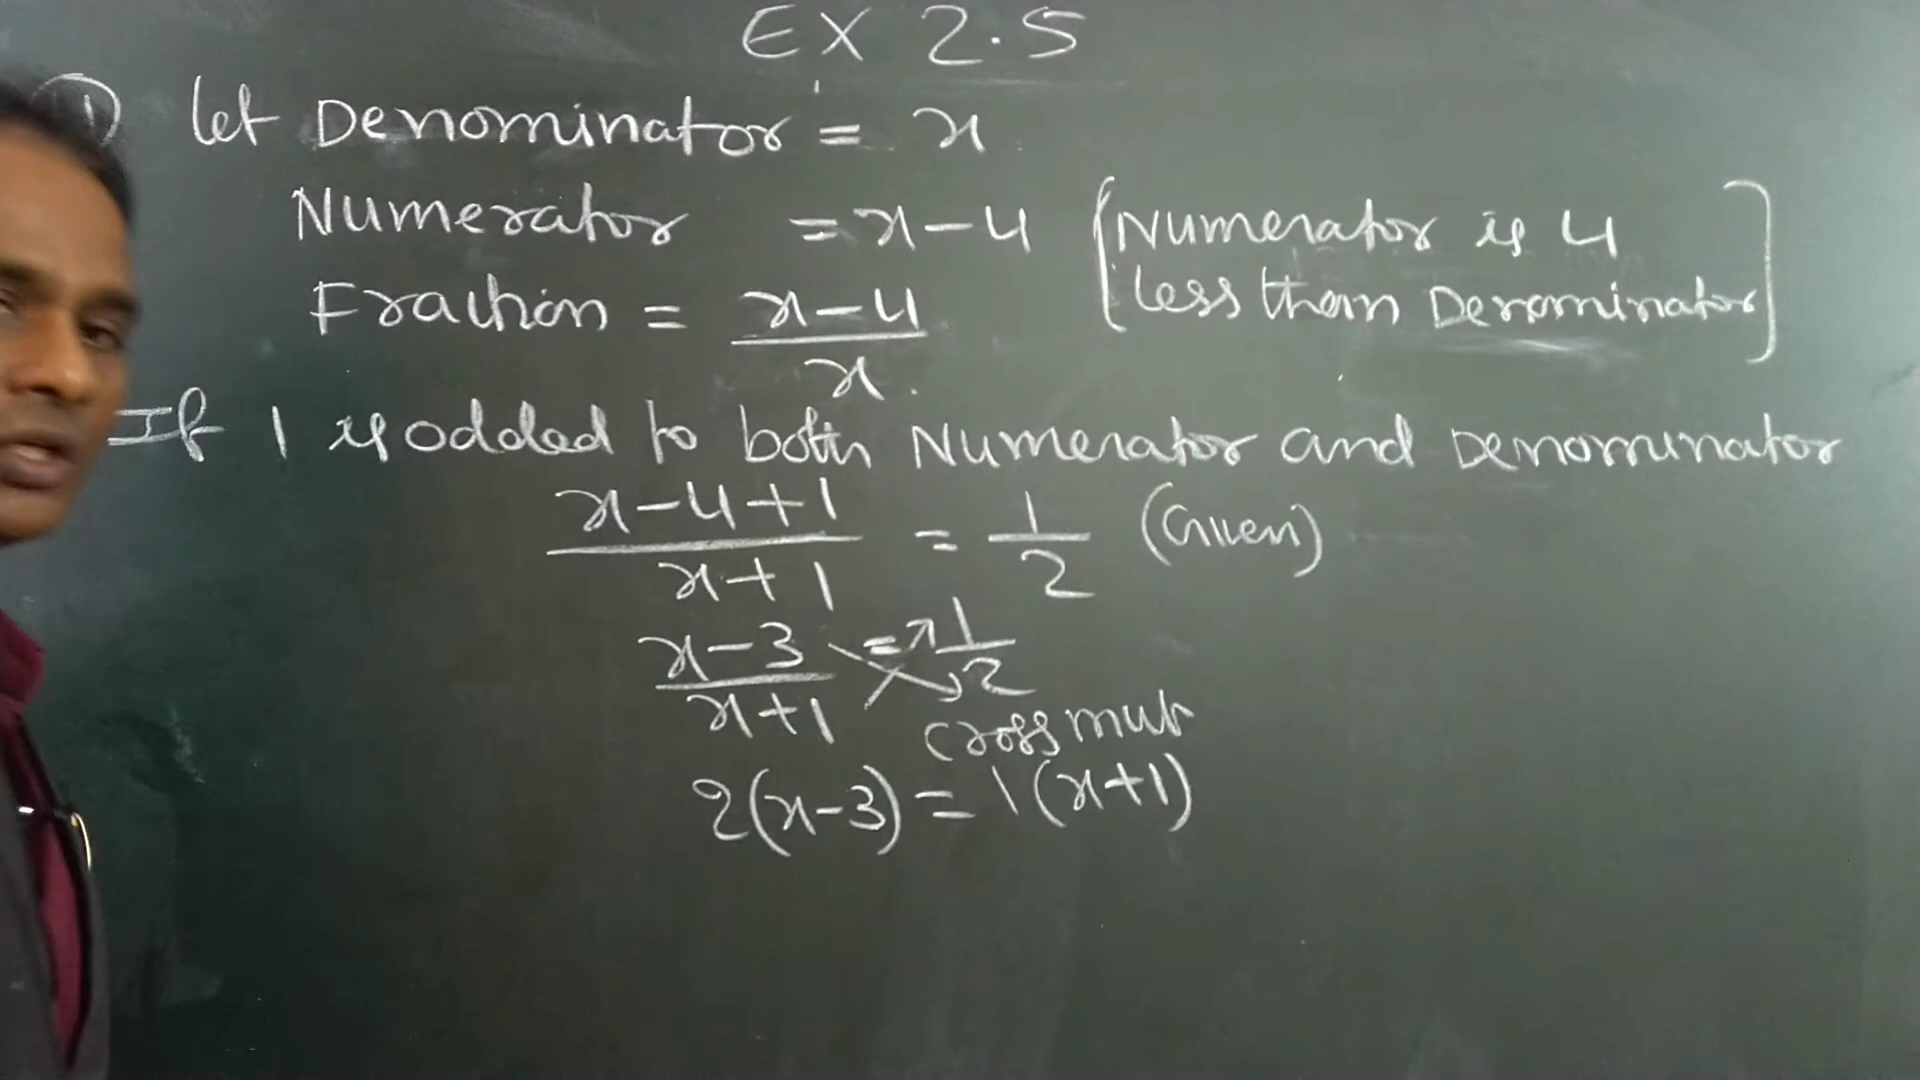 EX 2.5
1) let Denominator = x
Numerator = x-4 [Numerator is 4
less than Denominator]
Fraction = x-4
x.
If 1 is added to both Numerator and Denominator
x-4+1 = 1 (Given)
x+1 2
x-3 = 1
x+1 2
cross mut
2(x-3) = 1(x+1)